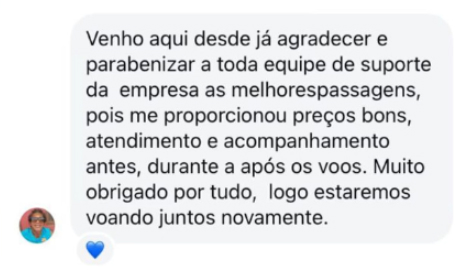 Venho aqui desde já agradecer e
parabenizar a toda equipe de suporte
da  empresa as melhorespassagens,
pois me proporcionou preços bons,
atendimento e acompanhamento
antes, durante a após os voos. Muito
obrigado por tudo,  logo estaremos
voando juntos novamente.